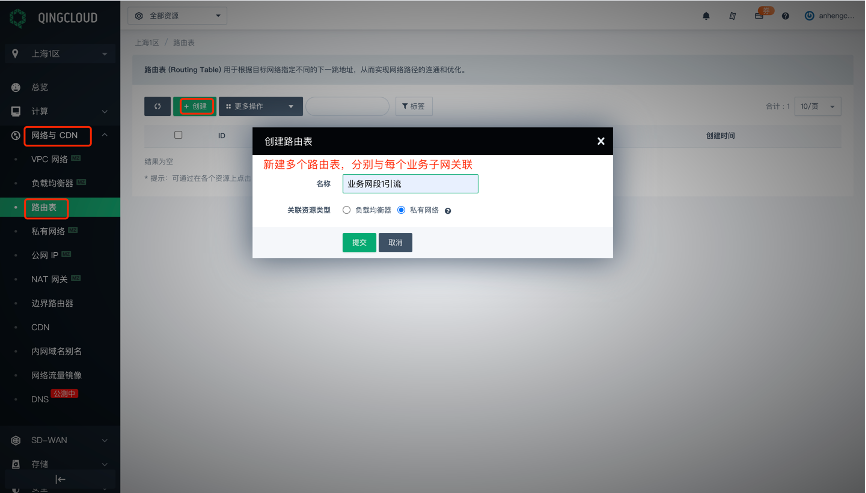 QINGCLOUD
全部资源
anhengc...
上海1区
上海1区 / 路由表
总览
路由表 (Routing Table) 用于根据目标网络指定不同的下一跳地址，从而实现网络路径的连通和优化。
计算
+ 创建
更多操作
标签
合计：1
10/页
网络与 CDN
ID
创建时间
VPC 网络
结果为空
负载均衡器
* 提示：可通过在各个资源上点击
路由表
私有网络
公网 IP
NAT 网关
边界路由器
CDN
内网域名别名
网络流量镜像
DNS
公测中
SD-WAN
存储
创建路由表
新建多个路由表，分别与每个业务子网关联
名称
业务网段1引流
关联资源类型
负载均衡器
私有网络
提交
取消